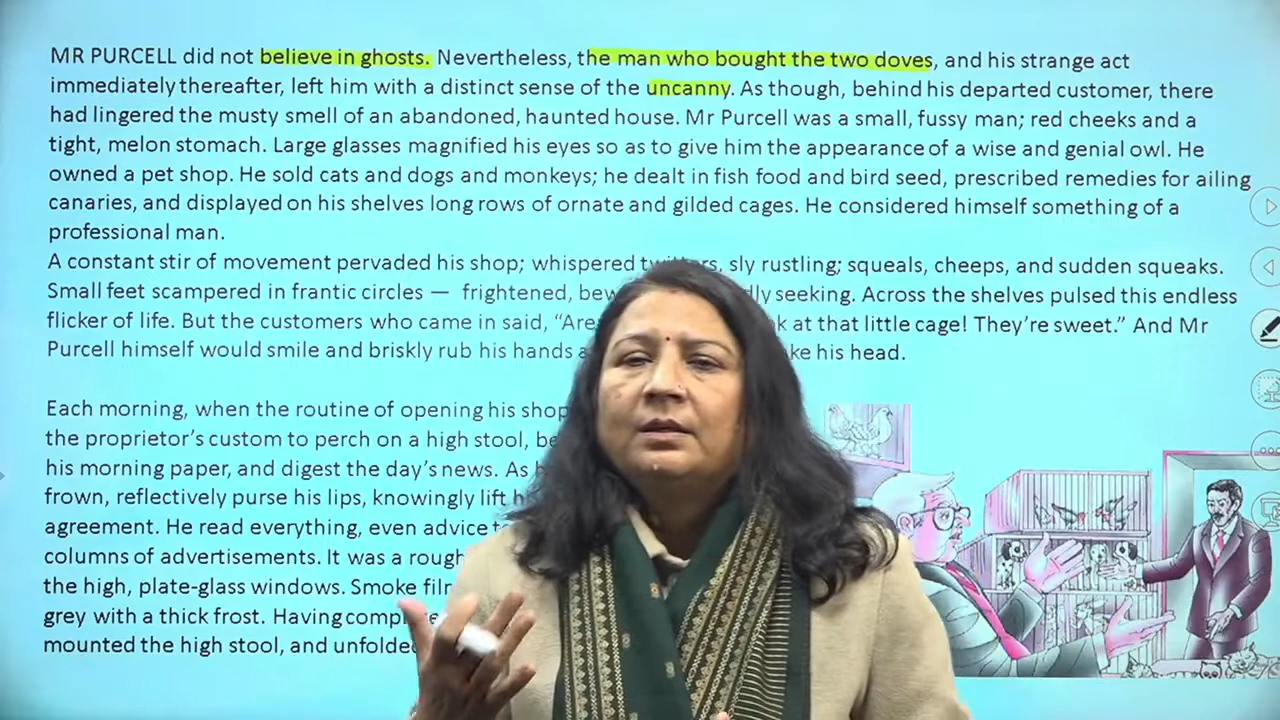 MR PURCELL did not believe in ghosts. Nevertheless, the man who bought the two doves, and his strange act
immediately thereafter, left him with a distinct sense of the uncanny. As though, behind his departed customer, there
had lingered the musty smell of an abandoned, haunted house. Mr Purcell was a small, fussy man; red cheeks and a
tight, melon stomach. Large glasses magnified his eyes so as to give him the appearance of a wise and genial owl. He
owned a pet shop. He sold cats and dogs and monkeys; he dealt in fish food and bird seed, prescribed remedies for ailing
canaries, and displayed on his shelves long rows of ornate and gilded cages. He considered himself something of a
professional man.
A constant stir of movement pervaded his shop; whispered sly rustling; squeals, cheeps, and sudden squeaks.
Small feet scampered in frantic circles — frightened, seeking. Across the shelves pulsed this endless
flicker of life. But the customers who came in said, “Are at that little cage! They’re sweet.” And Mr
Purcell himself would smile and briskly rub his hands his head.
Each morning, when the routine of opening his shop
the proprietor’s custom to perch on a high stool,
his morning paper, and digest the day’s news. As
frown, reflectively purse his lips, knowingly lift
agreement. He read everything, even advice
columns of advertisements. It was a rough
the high, plate-glass windows. Smoke
grey with a thick frost. Having
mounted the high stool, and